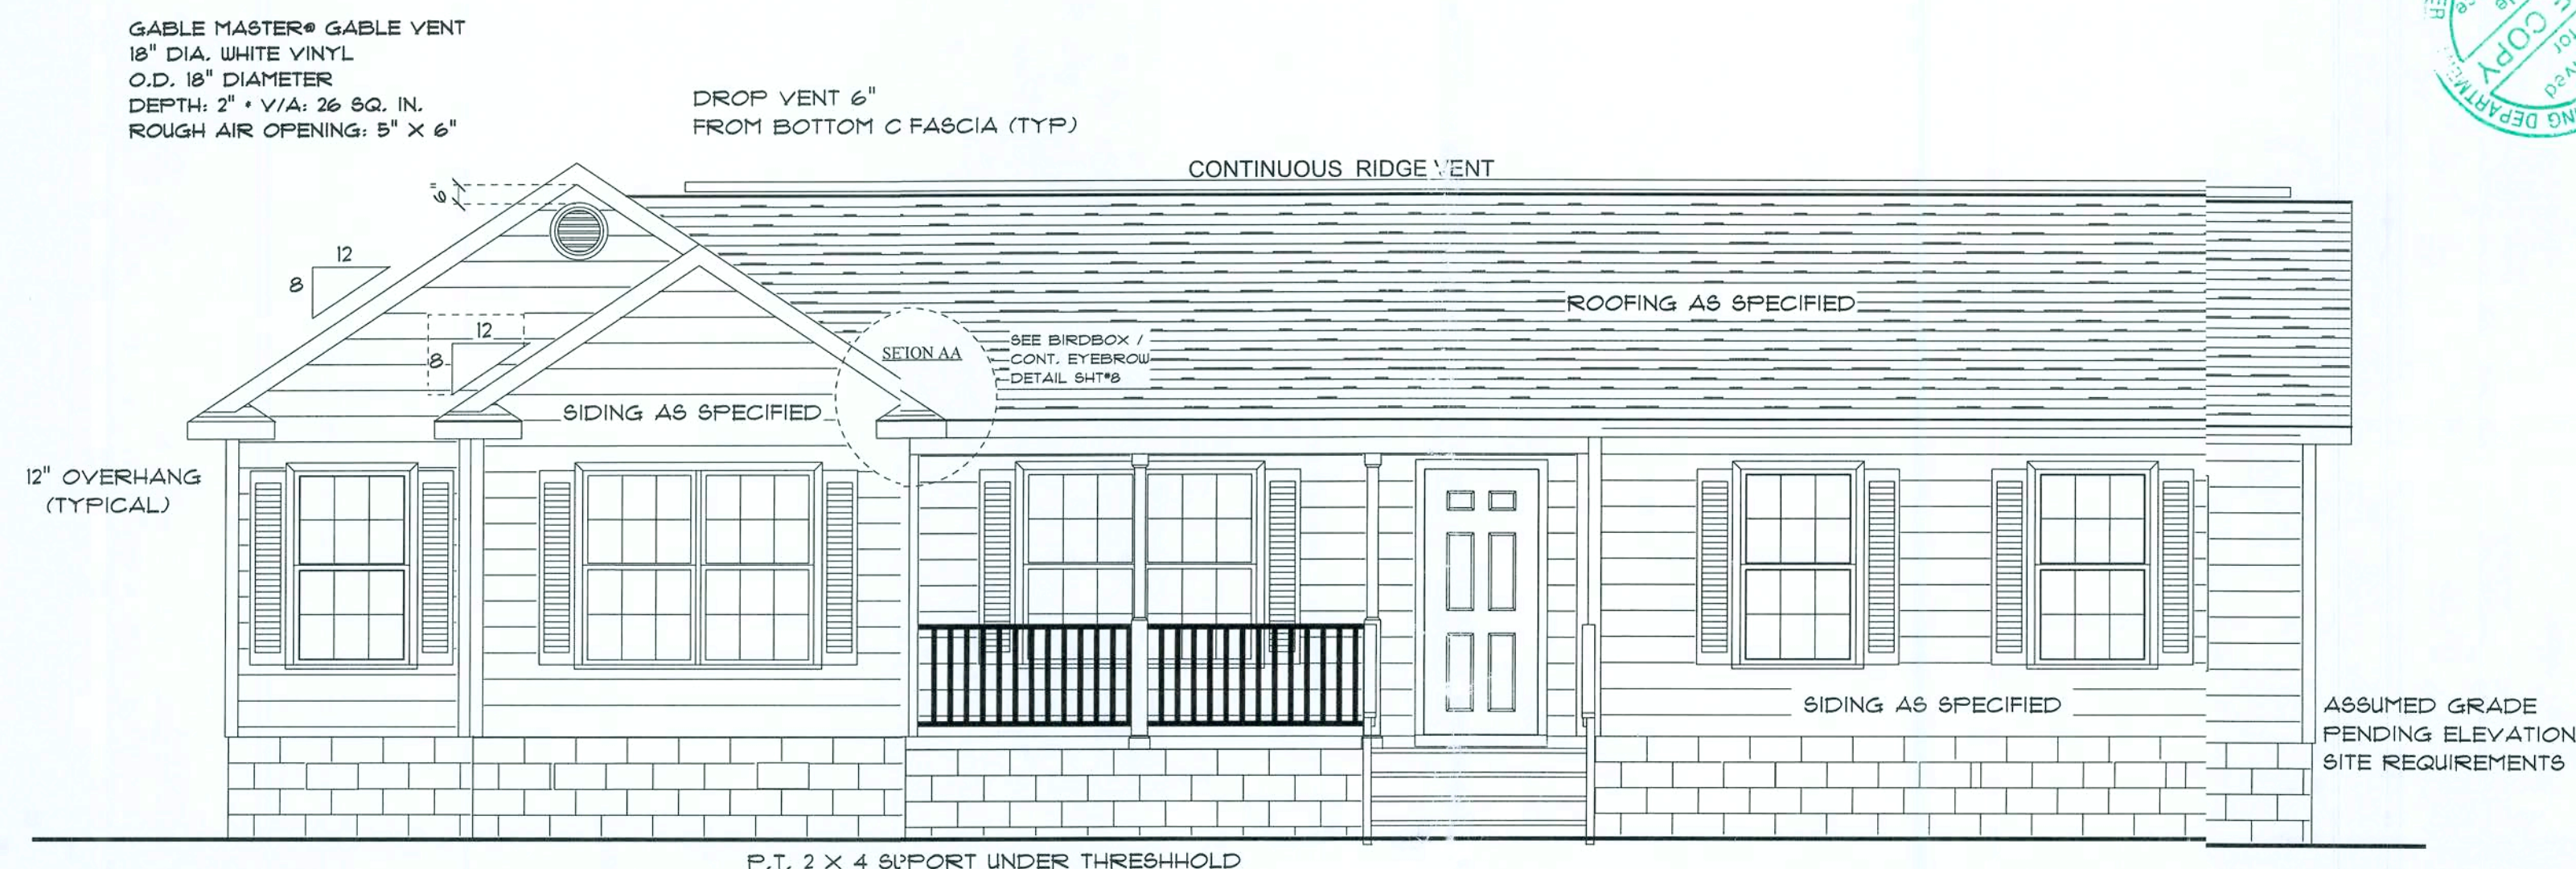 GABLE MASTER® GABLE VENT
18" DIA. WHITE VINYL
O.D. 18" DIAMETER
DEPTH: 2" • V/A: 26 SQ. IN.
ROUGH AIR OPENING: 5" X 6"
DROP VENT 6"
FROM BOTTOM C FASCIA (TYP)
COPY
CONTINUOUS RIDGE VENT
6"
12
8
12
8
ROOFING AS SPECIFIED
SEE BIRDBOX /
CONT. EYEBROW
DETAIL SHT#8
AA
SIDING AS SPECIFIED
12" OVERHANG
(TYPICAL)
SIDING AS SPECIFIED
ASSUMED GRADE
PENDING ELEVATION
SITE REQUIREMENTS
P.T. 2 X 4 UNDER THRESHHOLD